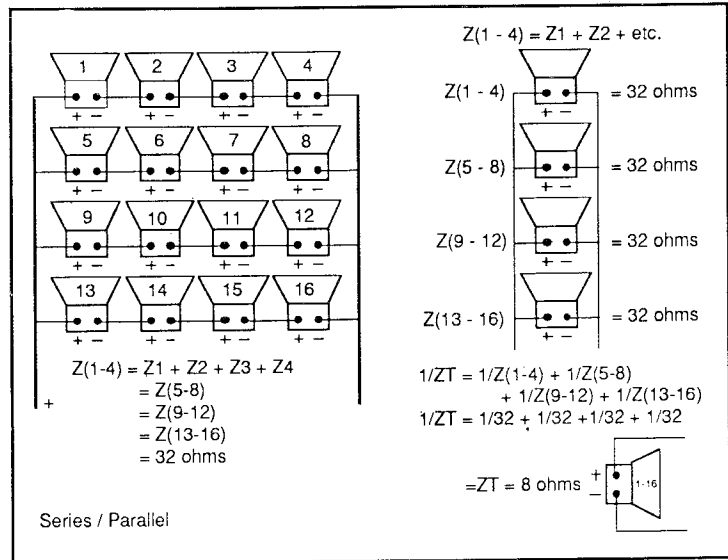 1 2 3 4
+ − + − + − + −
5 6 7 8
+ − + − + − + −
9 10 11 12
+ − + − + − + −
13 14 15 16
+ − + − + − + −
Z(1-4) = Z1 + Z2 + Z3 + Z4
= Z(5-8)
+
= Z(9-12)
= Z(13-16)
= 32 ohms
Series / Parallel
Z(1 - 4) = Z1 + Z2 + etc.
Z(1 - 4) = 32 ohms
+ −
Z(5 - 8) = 32 ohms
+ −
Z(9 - 12) = 32 ohms
+ −
Z(13 - 16) = 32 ohms
+ −
1/ZT = 1/Z(1-4) + 1/Z(5-8)
+ 1/Z(9-12) + 1/Z(13-16)
1/ZT = 1/32 + 1/32 +1/32 + 1/32
=ZT = 8 ohms + − 1-16